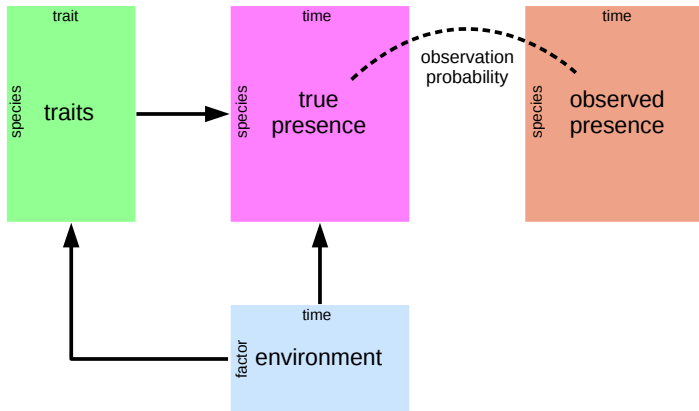 trait
species
traits
time
species
true
presence
observation
probability
time
species
observed
presence
time
factor
environment